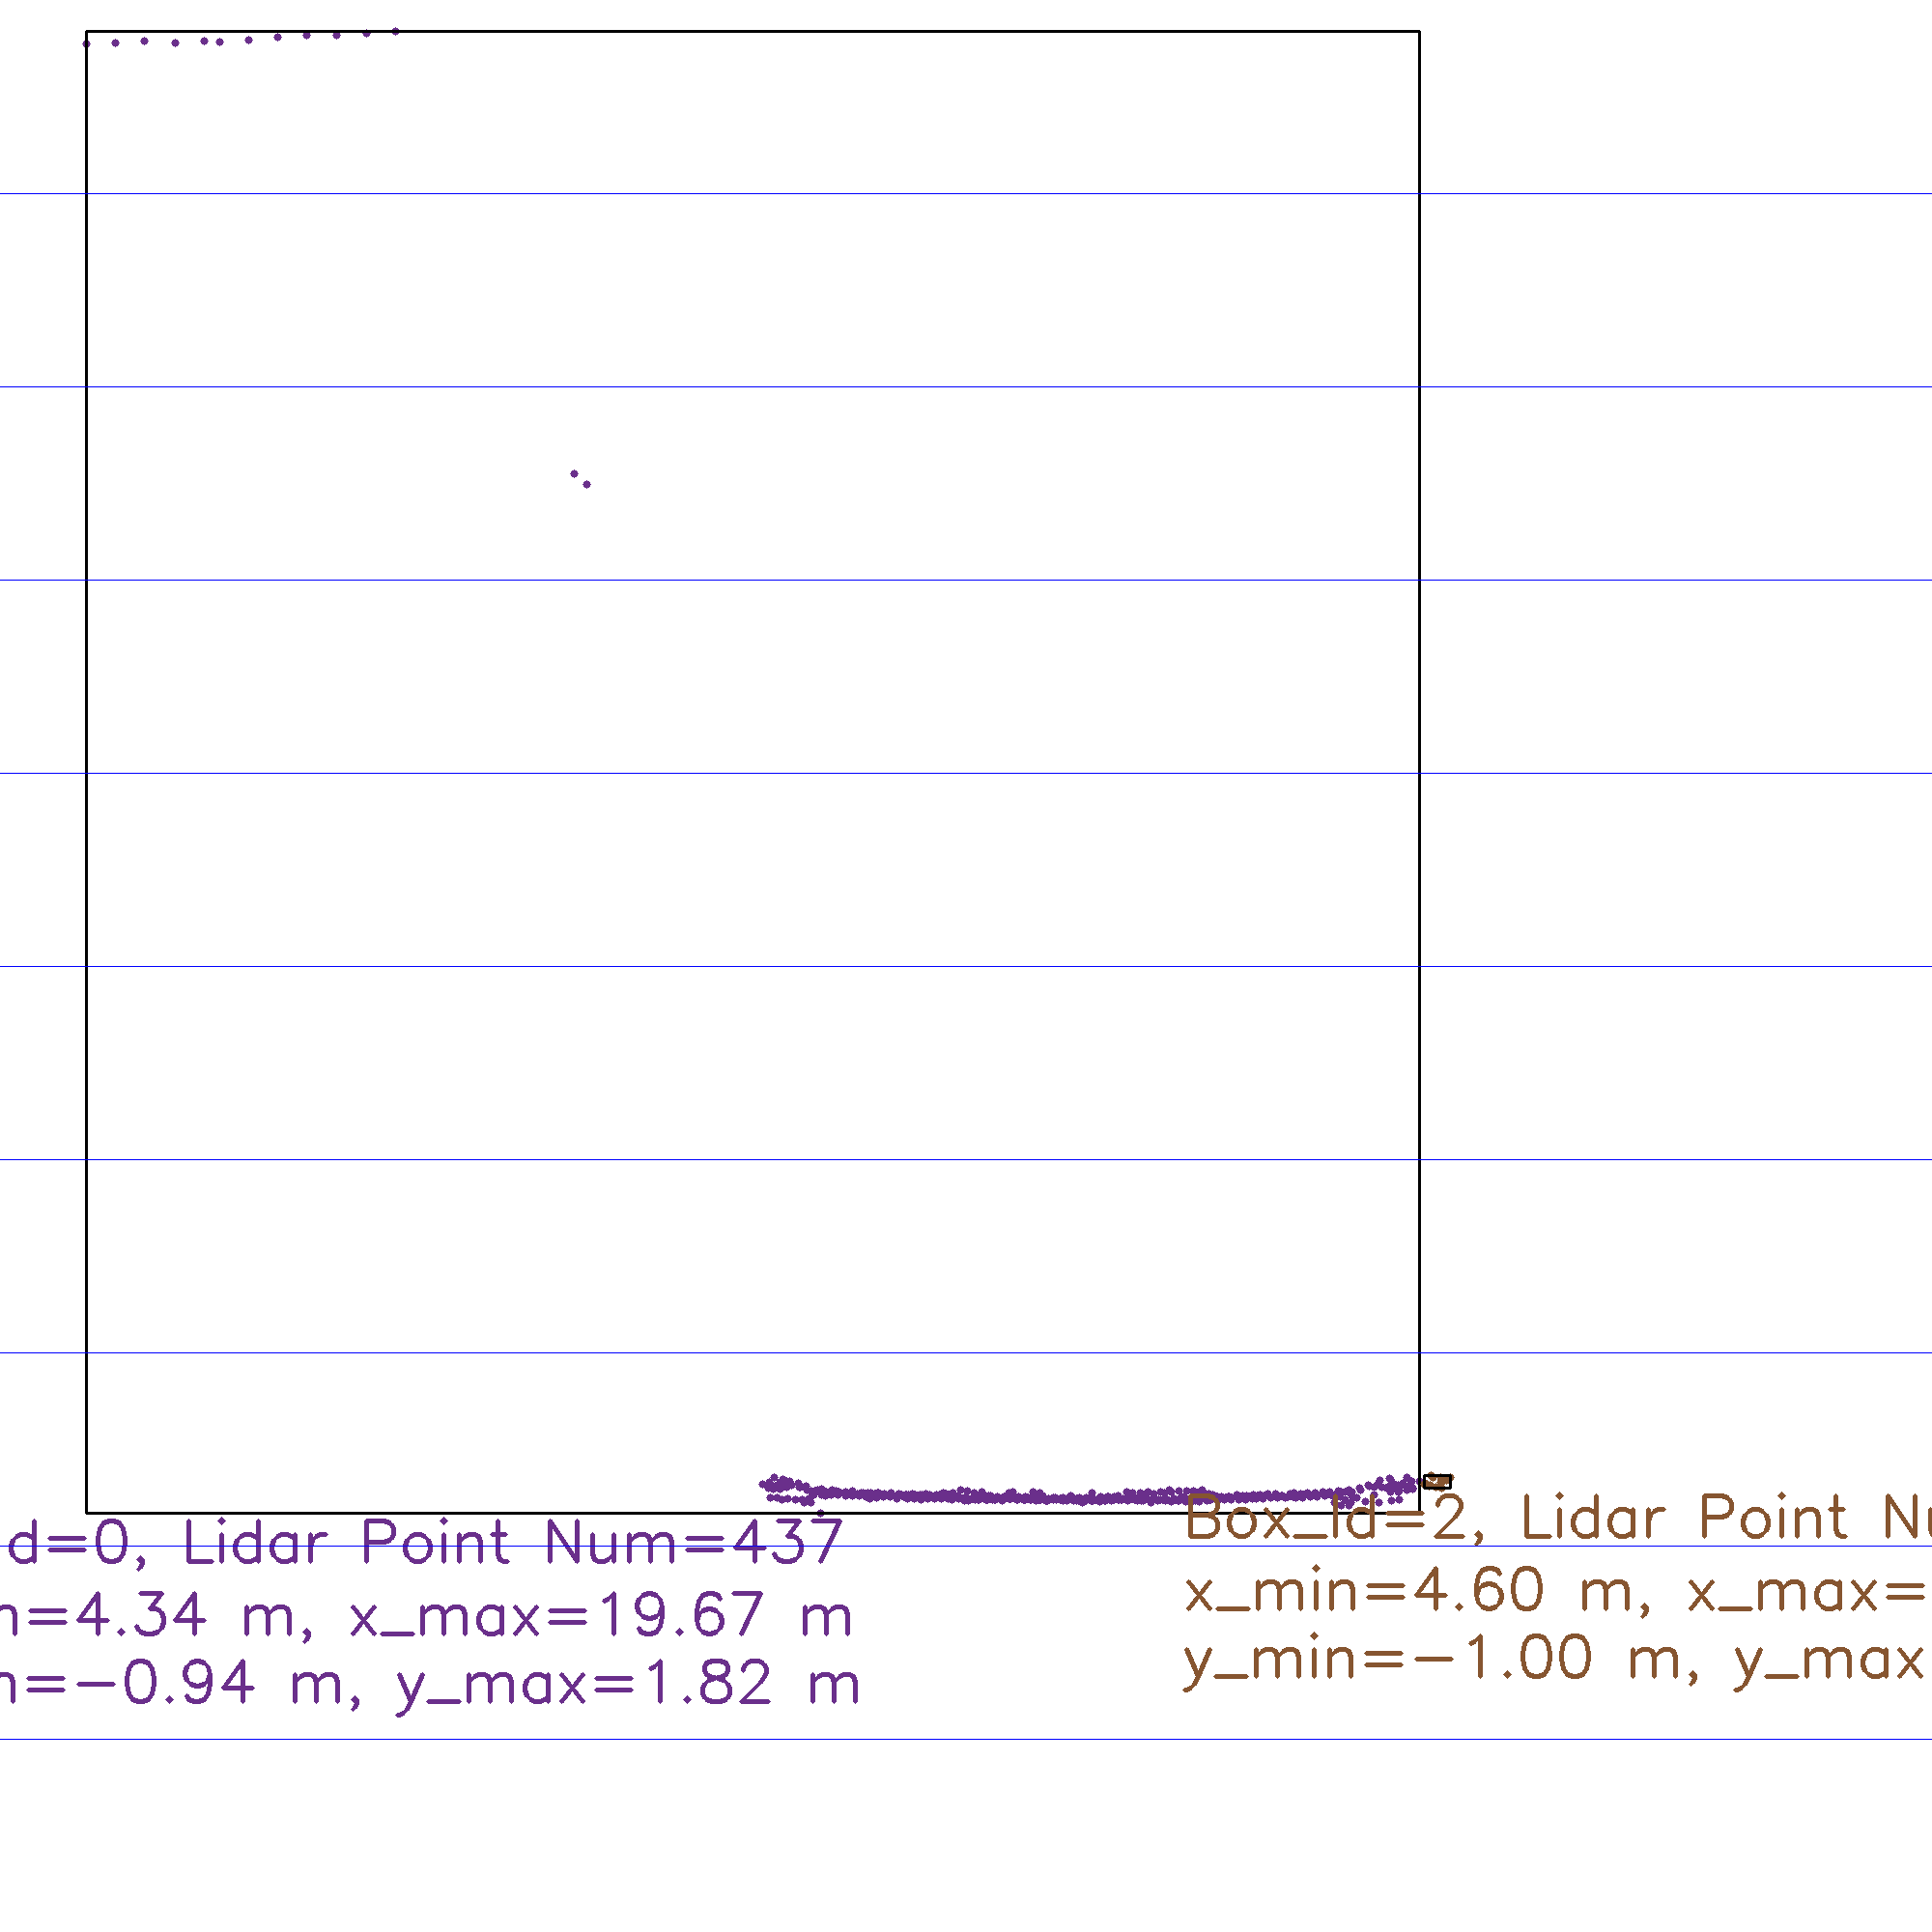 d=0, Lidar Point Num=437
n=4.34 m, x_max=19.67 m
n=-0.94 m, y_max=1.82 m
Box_Id=2, Lidar Point Nu
x_min=4.60 m, x_max=
y_min=-1.00 m, y_max